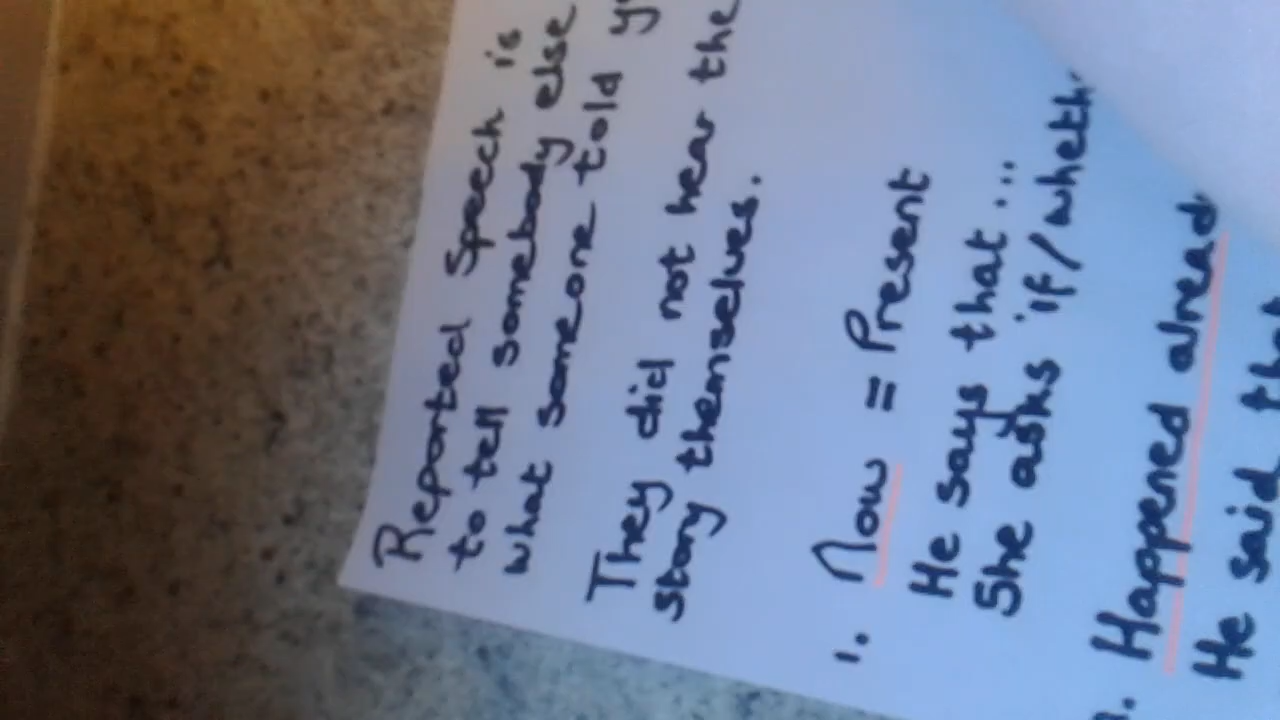 Reported Speech is
to tell somebody else
what someone told
They did not hear the
story themselves.
1. Now = Present
He says that...
She asks if/wheth
. Happened alread
He said that